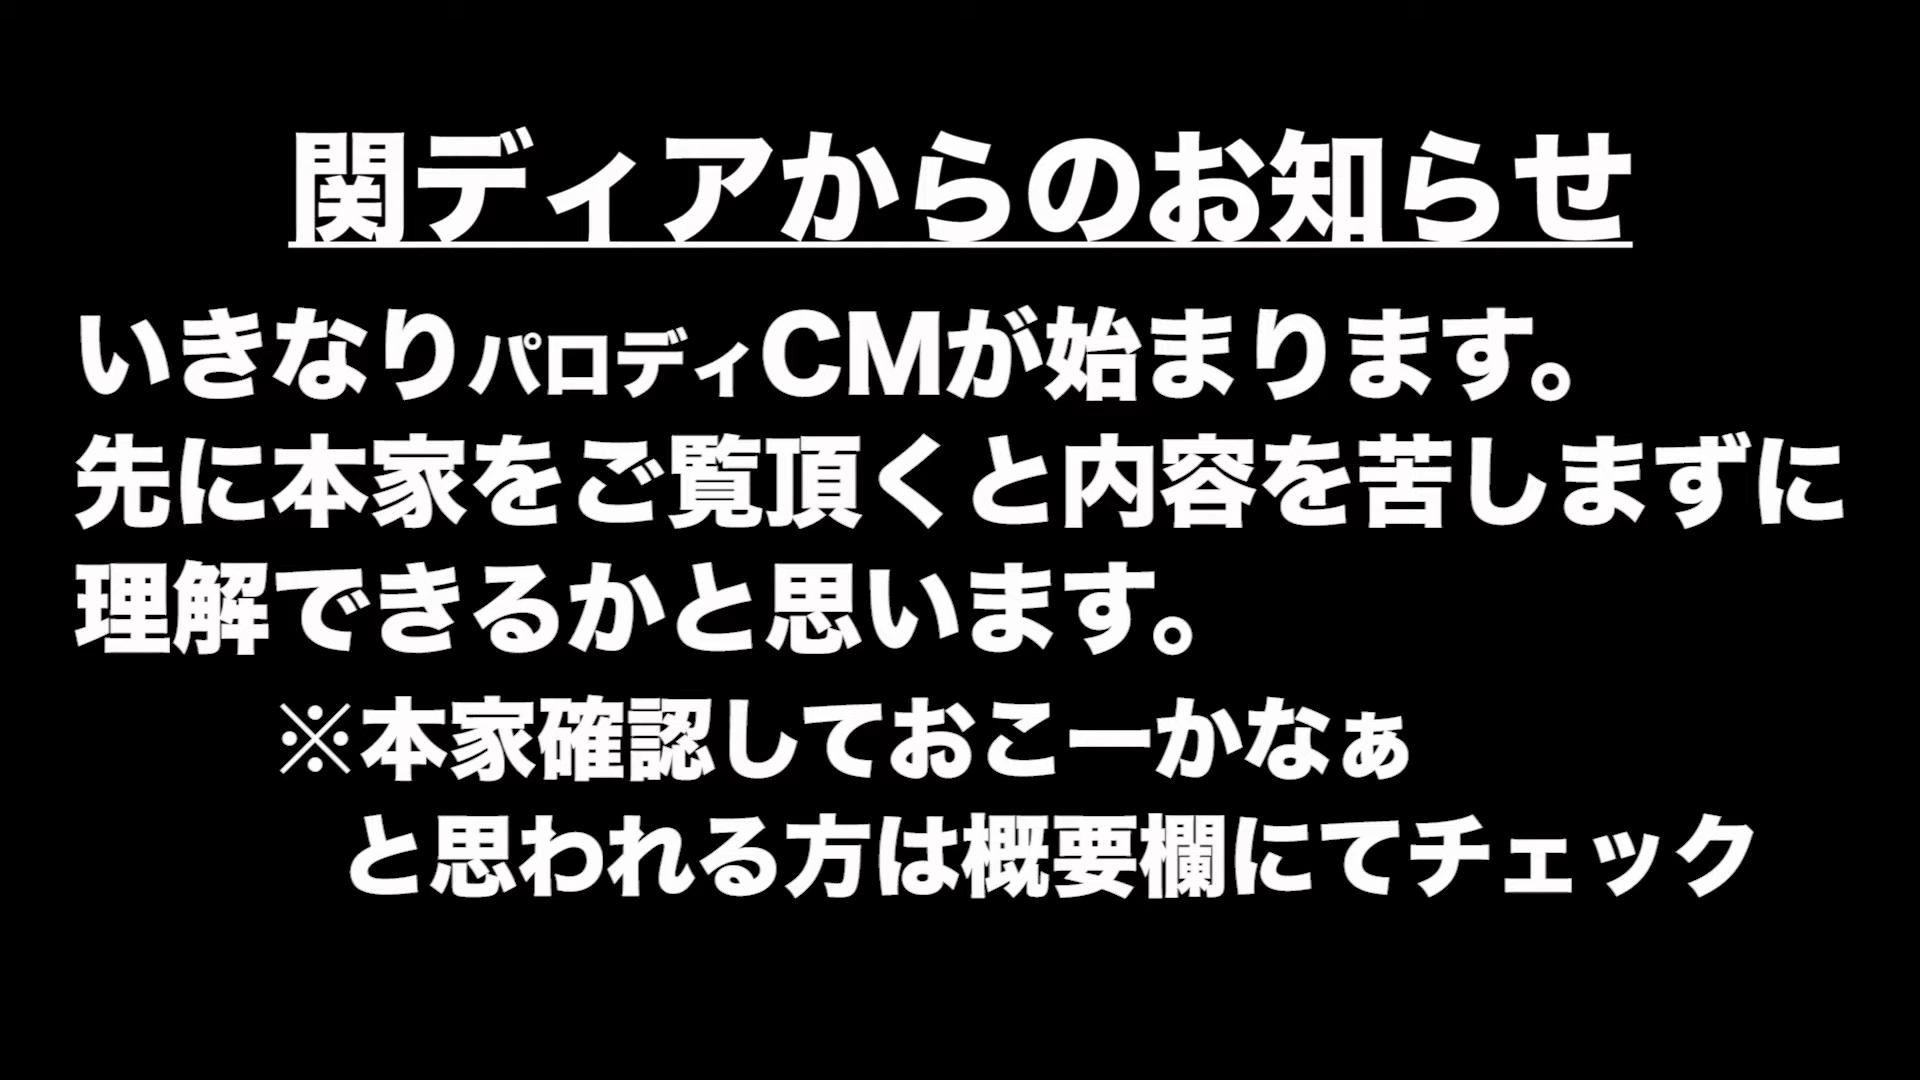 関ディアからのお知らせ
いきなりパロディCMが始まります。
先に本家をご覧頂くと内容を苦しまずに
理解できるかと思います。
※本家確認しておこーかなぁ
と思われる方は概要欄にてチェック